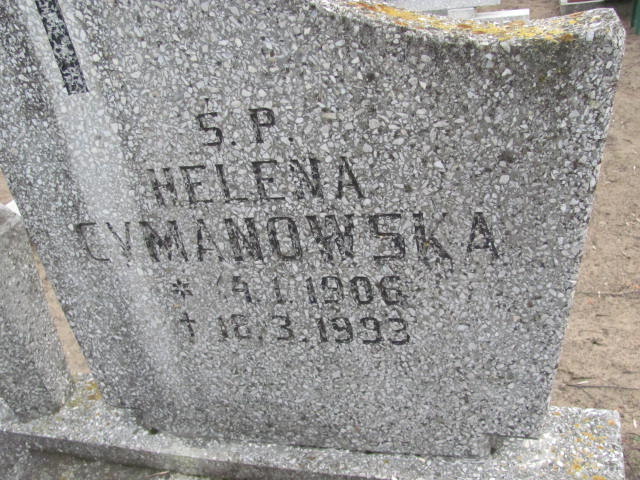 Ś.P.
HELENA
CYMANOWSKA
* 4.1.1906
† 16.3.1993